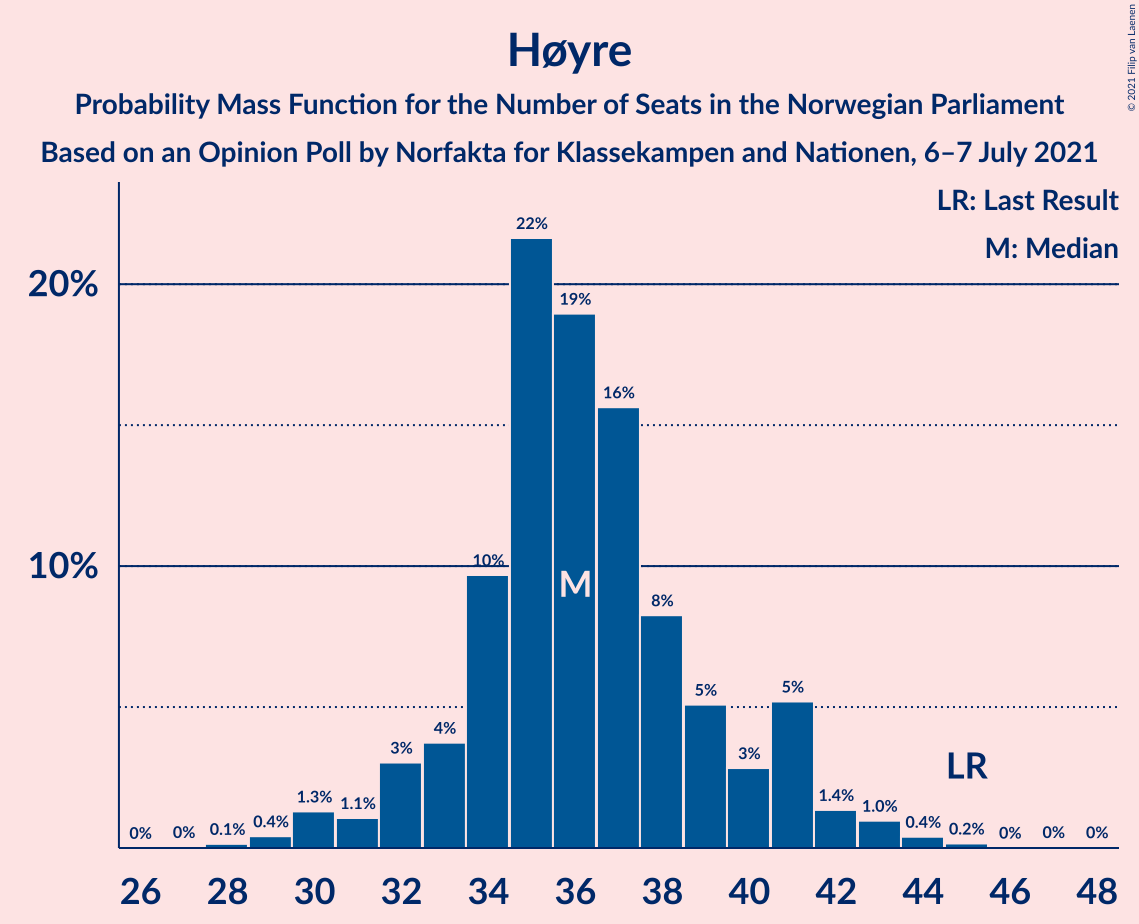 Høyre
Probability Mass Function for the Number of Seats in the Norwegian Parliament
Based on an Opinion Poll by Norfakta for Klassekampen and Nationen, 6–7 July 2021
© 2021 Filip van Laenen
LR: Last Result
M: Median
20%
10%
0%
0%
0.1%
0.4%
1.3%
1.1%
3%
4%
10%
22%
19%
16%
8%
5%
3%
5%
1.4%
1.0%
0.4%
0.2%
0%
0%
0%
M
LR
26 28 30 32 34 36 38 40 42 44 46 48